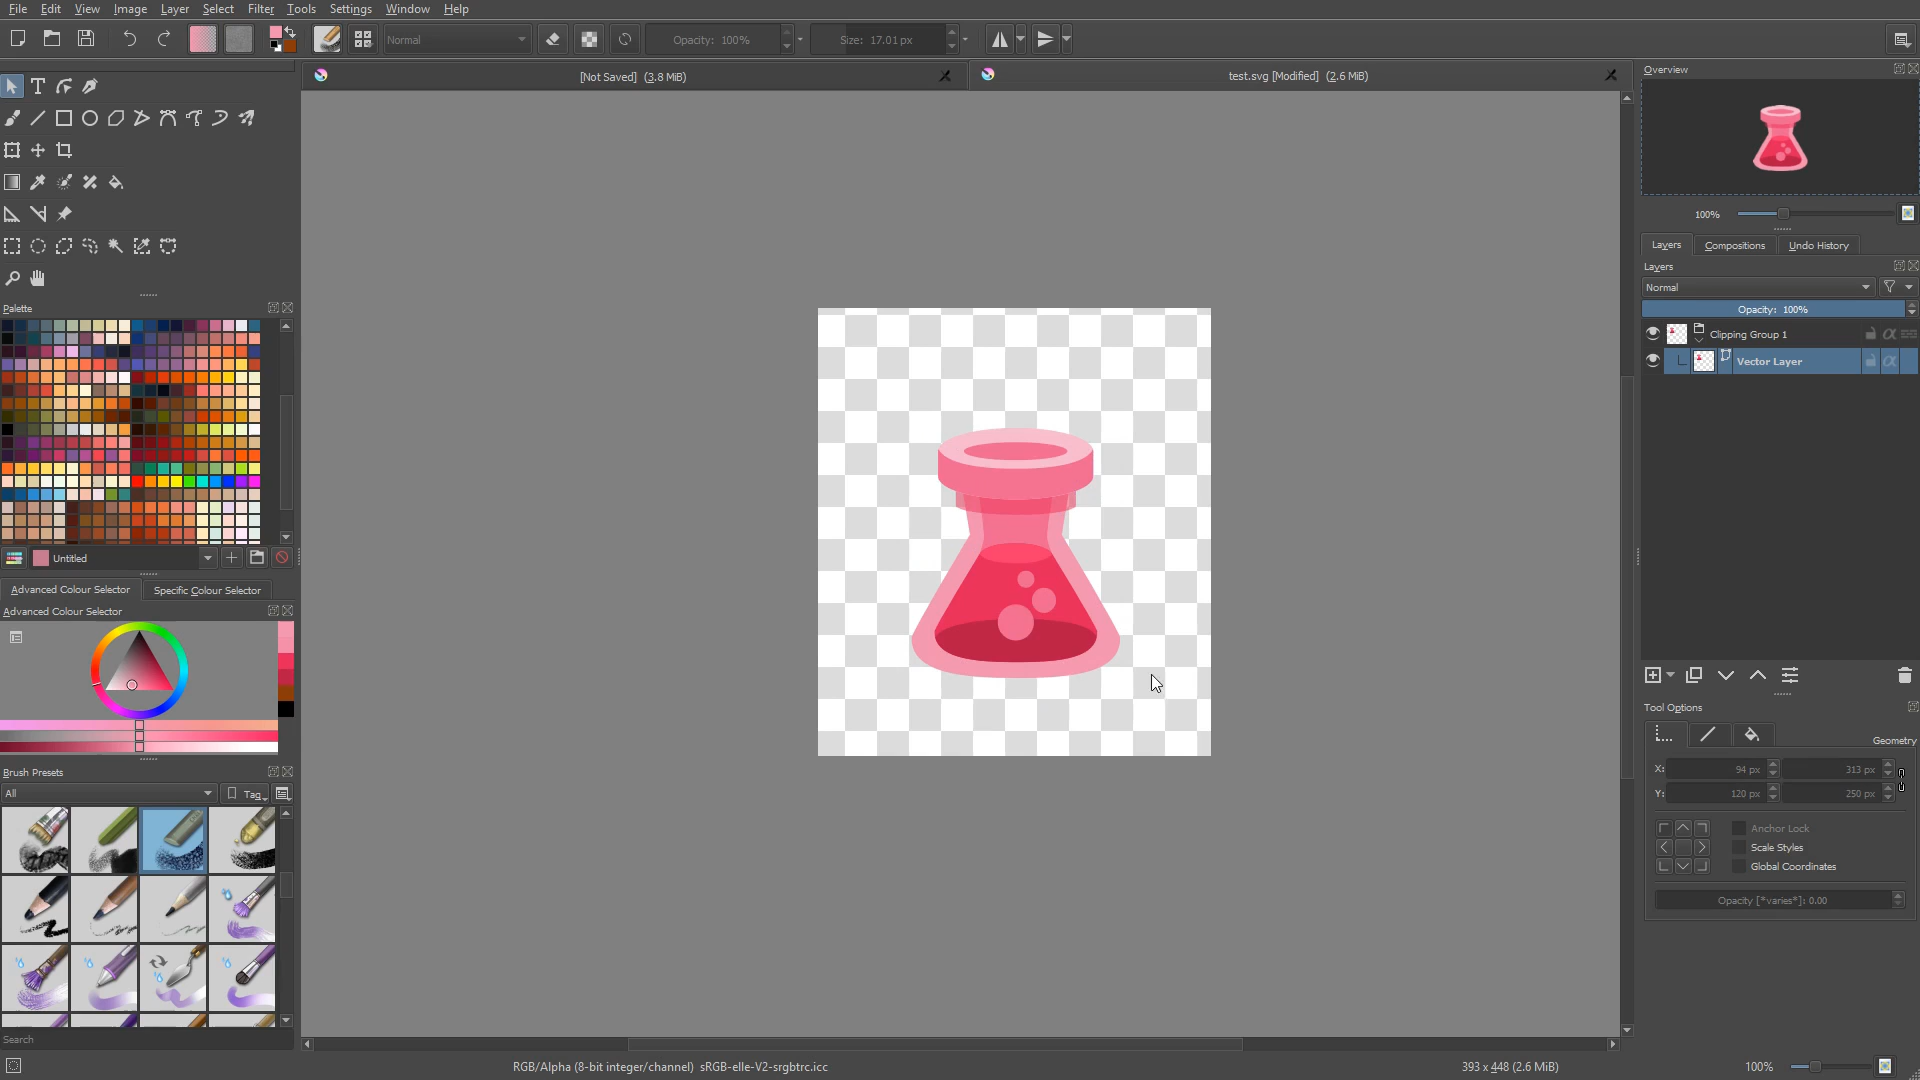 File Edit View Image Layer Select Filter Tools Settings Window Help
Normal
Opacity: 100%
Size: 17.01 px
[Not Saved] (3.8 MiB)
test.svg [Modified] (2.6 MiB)
Overview
100%
Layers Compositions Undo History
Layers
Normal
Opacity: 100%
Clipping Group 1
Vector Layer
Tool Options
Geometry
X: 94 px 313 px
Y: 120 px 250 px
Anchor Lock
Scale Styles
Global Coordinates
Opacity [*varies*]: 0.00
Palette
Untitled
Advanced Colour Selector Specific Colour Selector
Advanced Colour Selector
Brush Presets
All
Tag
Search
RGB/Alpha (8-bit integer/channel) sRGB-elle-V2-srgbtrc.icc
393 x 448 (2.6 MiB)
100%